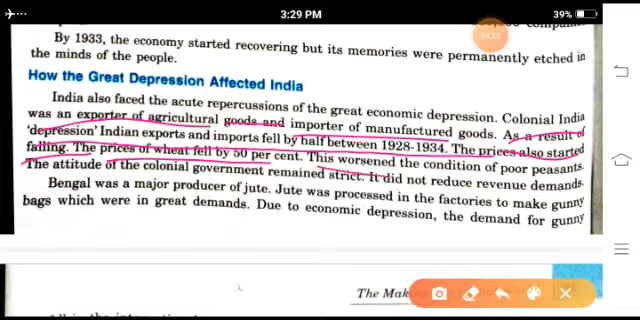 3:29 PM
39%
04:23
By 1933, the economy started recovering but its memories were permanently etched in
the minds of the people.
How the Great Depression Affected India
India also faced the acute repercussions of the great economic depression. Colonial India
was an exporter of agricultural goods and importer of manufactured goods. As a result of
'depression' Indian exports and imports fell by half between 1928-1934. The prices also started
falling. The prices of wheat fell by 50 per cent. This worsened the condition of poor peasants.
The attitude of the colonial government remained strict. It did not reduce revenue demands.
Bengal was a major producer of jute. Jute was processed in the factories to make gunny
bags which were in great demands. Due to economic depression, the demand for gunny
The